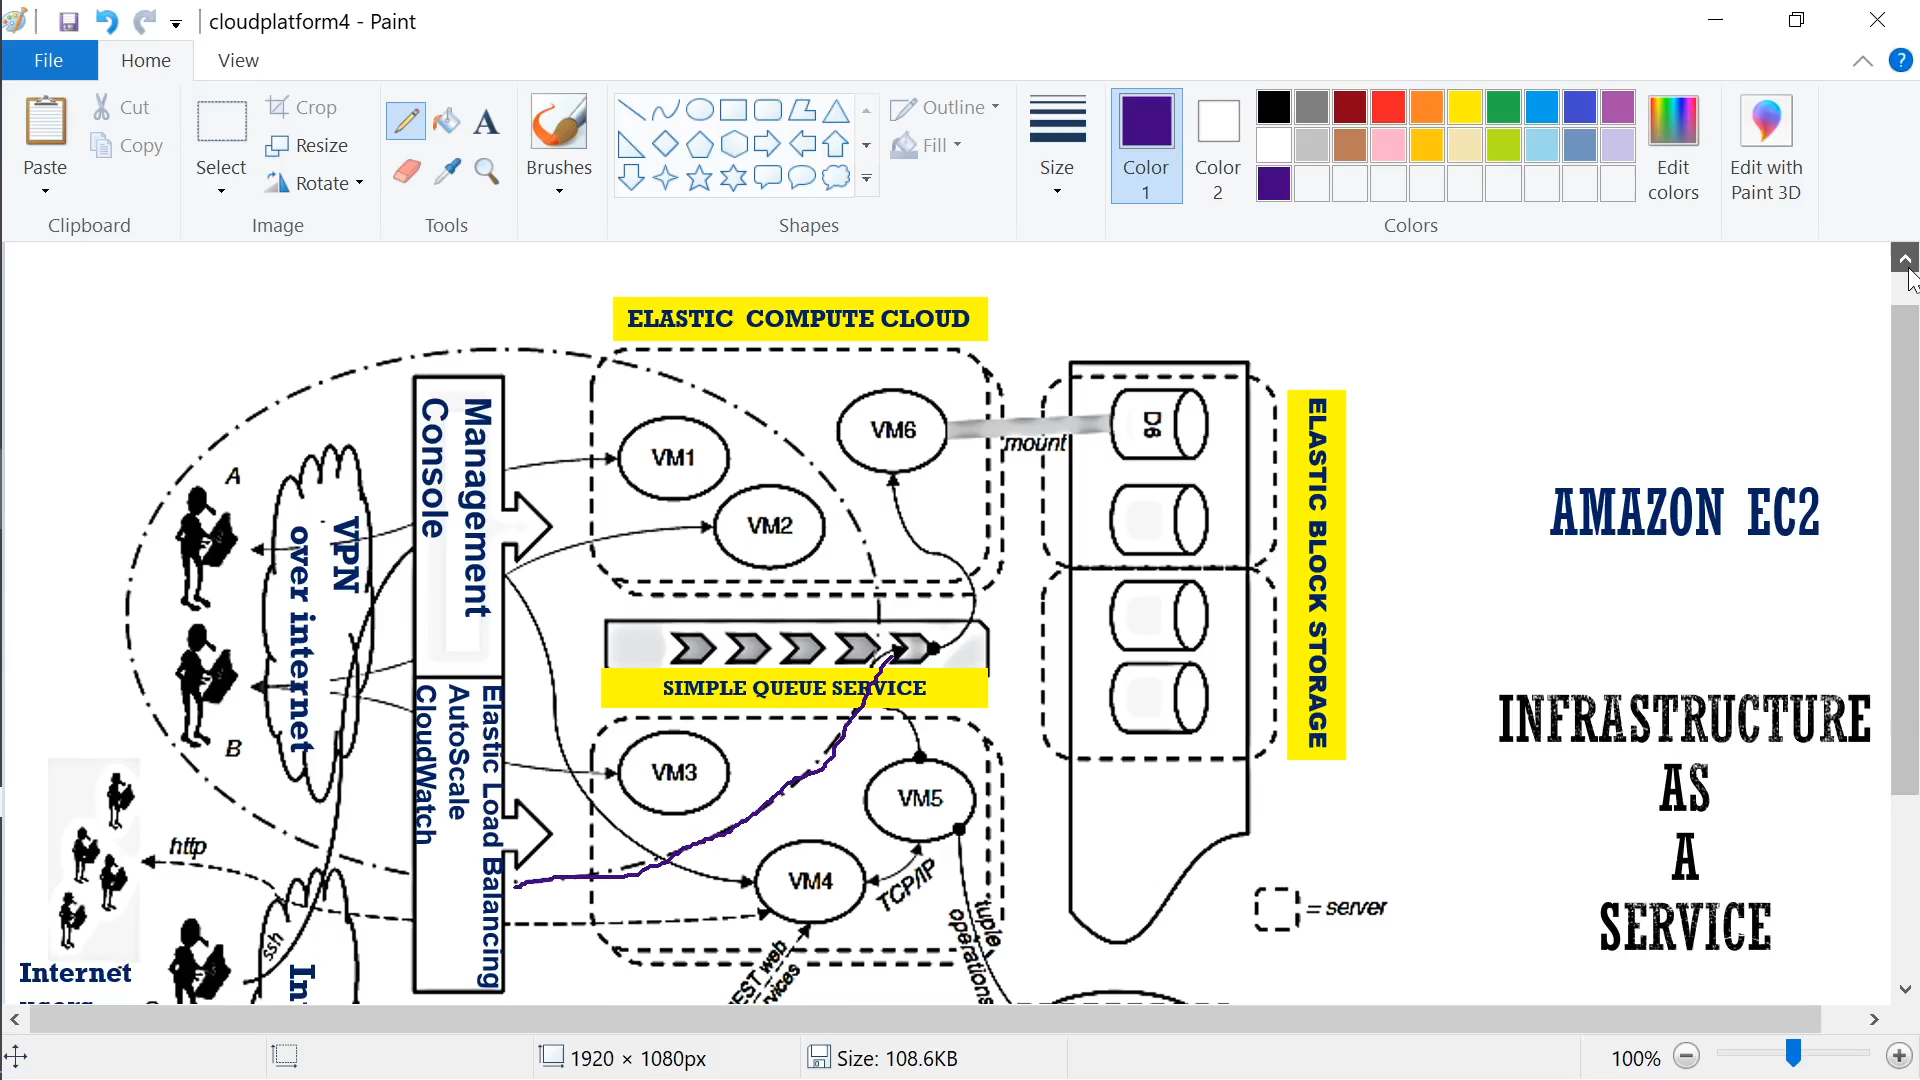 cloudplatform4 - Paint
File
Home
View
Paste
Cut
Copy
Clipboard
Select
Crop
Resize
Rotate
Image
Tools
Brushes
Shapes
Outline
Fill
Size
Color
1
Color
2
Colors
Edit
colors
Edit with
Paint 3D
ELASTIC COMPUTE CLOUD
Management
Console
VM1
VM2
VM6
mount
D6
ELASTIC BLOCK STORAGE
AMAZON EC2
A
VPN
over internet
SIMPLE QUEUE SERVICE
INFRASTRUCTURE
AS
A
SERVICE
B
Elastic Load Balancing
AutoScale
CloudWatch
VM3
VM5
http
VM4
TCP/IP
tuple
operations
= server
ssh
Internet
100%
1920 × 1080px
Size: 108.6KB